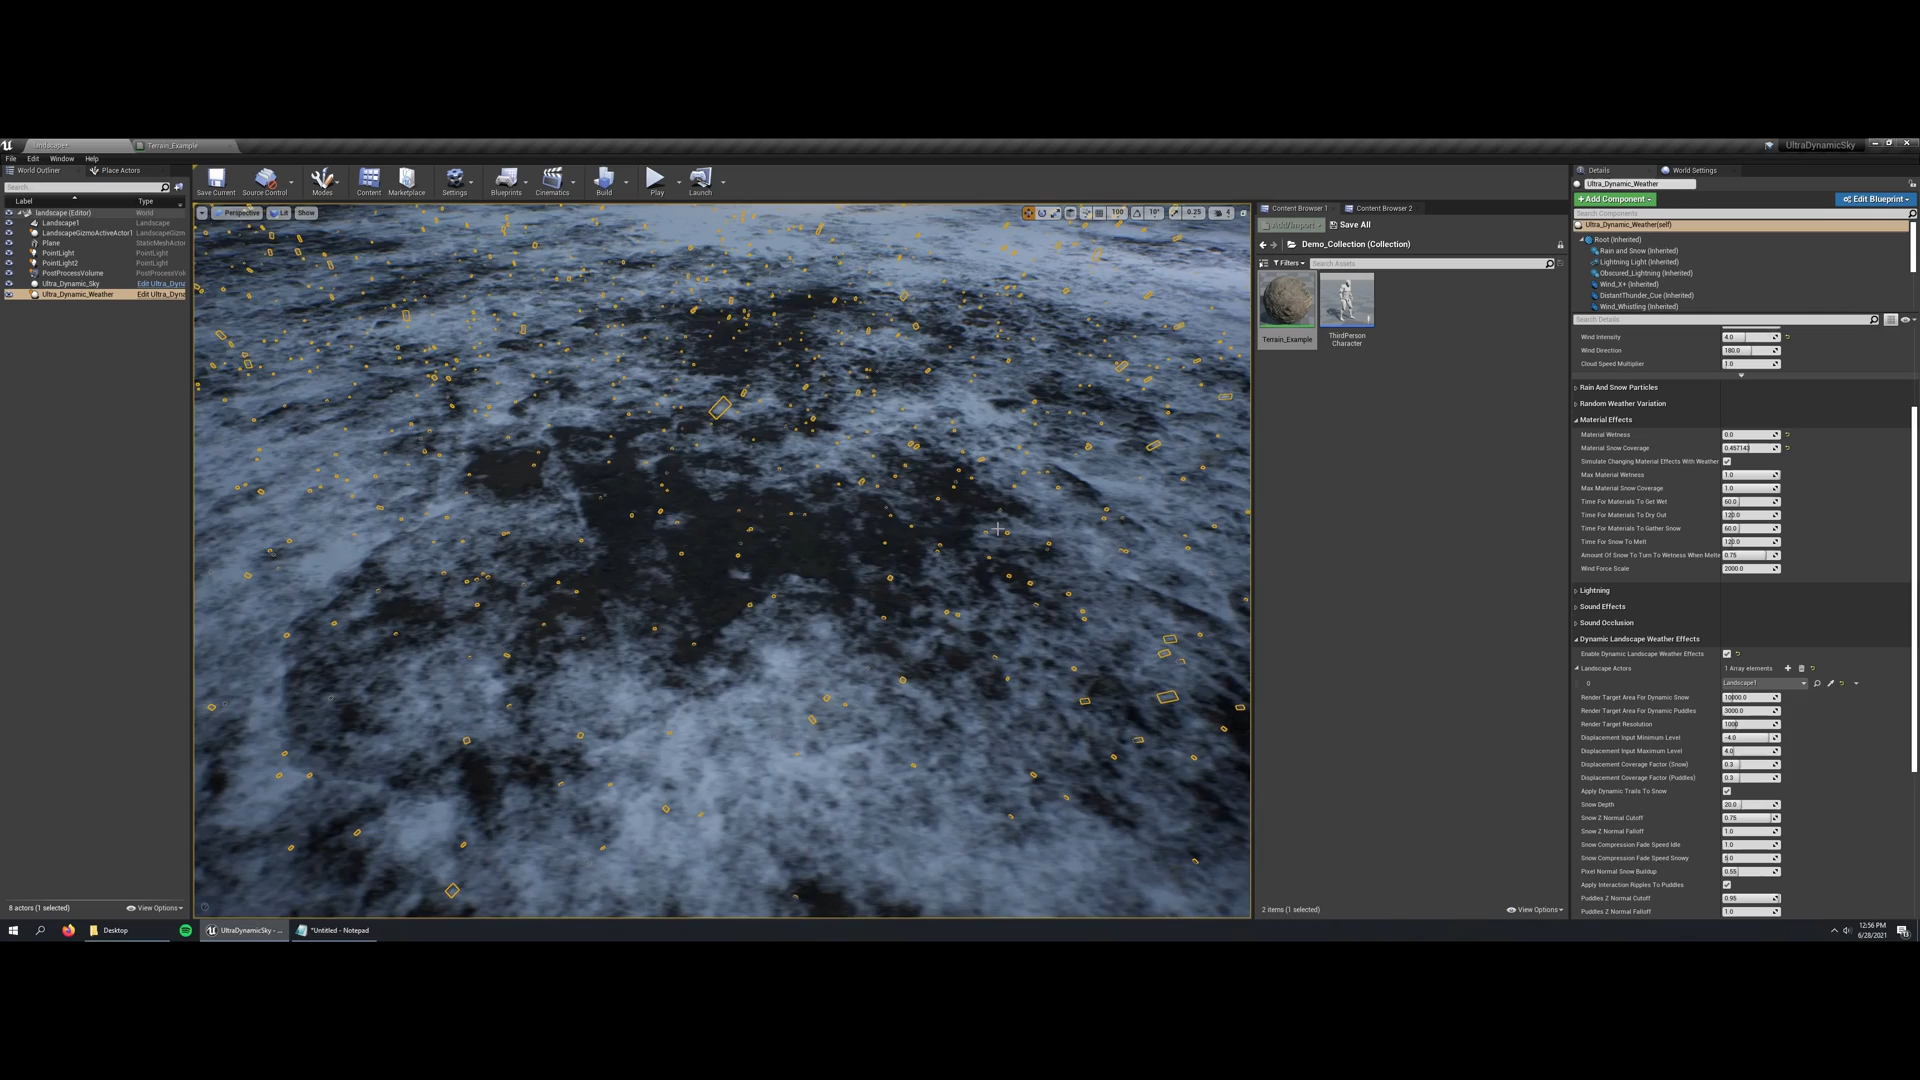 landscape*
Terrain_Example
UltraDynamicSky
File Edit Window Help
World Outliner
Place Actors
Search...
Label
Type
landscape (Editor)
World
Landscape1
Landscape
LandscapeGizmoActiveActor1
LandscapeGizm
Plane
StaticMeshActor
PointLight
PointLight
PointLight2
PointLight
PostProcessVolume
PostProcessVolu
Ultra_Dynamic_Sky
Edit Ultra_Dyna
Ultra_Dynamic_Weather
Edit Ultra_Dyna
8 actors (1 selected)
View Options
Save Current
Source Control
Modes
Content
Marketplace
Settings
Blueprints
Cinematics
Build
Play
Launch
Perspective
Lit
Show
100
10°
0.25
4
Content Browser 1
Content Browser 2
Add/Import
Save All
Demo_Collection (Collection)
Filters
Search Assets
Terrain_Example
ThirdPerson
Character
2 items (1 selected)
View Options
Details
World Settings
Ultra_Dynamic_Weather
+Add Component
Edit Blueprint
Search Components
Ultra_Dynamic_Weather(self)
Root (Inherited)
Rain and Snow (Inherited)
Lightning Light (Inherited)
Obscured_Lightning (Inherited)
Wind_X+ (Inherited)
DistantThunder_Cue (Inherited)
Wind_Whistling (Inherited)
Search Details
Wind Intensity 4.0
Wind Direction 180.0
Cloud Speed Multiplier 1.0
Rain And Snow Particles
Random Weather Variation
Material Effects
Material Wetness 0.0
Material Snow Coverage 0.457143
Simulate Changing Material Effects With Weather
Max Material Wetness 1.0
Max Material Snow Coverage 1.0
Time For Materials To Get Wet 60.0
Time For Materials To Dry Out 120.0
Time For Materials To Gather Snow 60.0
Time For Snow To Melt 120.0
Amount Of Snow To Turn To Wetness When Melte 0.75
Wind Force Scale 2000.0
Lightning
Sound Effects
Sound Occlusion
Dynamic Landscape Weather Effects
Enable Dynamic Landscape Weather Effects
Landscape Actors 1 Array elements
0 Landscape1
Render Target Area For Dynamic Snow 10000.0
Render Target Area For Dynamic Puddles 3000.0
Render Target Resolution 1000
Displacement Input Minimum Level -4.0
Displacement Input Maximum Level 4.0
Displacement Coverage Factor (Snow) 0.3
Displacement Coverage Factor (Puddles) 0.3
Apply Dynamic Trails To Snow
Snow Depth 20.0
Snow Z Normal Cutoff 0.75
Snow Z Normal Falloff 1.0
Snow Compression Fade Speed Idle 1.0
Snow Compression Fade Speed Snowy 5.0
Pixel Normal Snow Buildup 0.55
Apply Interaction Ripples To Puddles
Puddles Z Normal Cutoff 0.95
Puddles Z Normal Falloff 1.0
Desktop
UltraDynamicSky - ...
*Untitled - Notepad
12:56 PM
6/28/2021